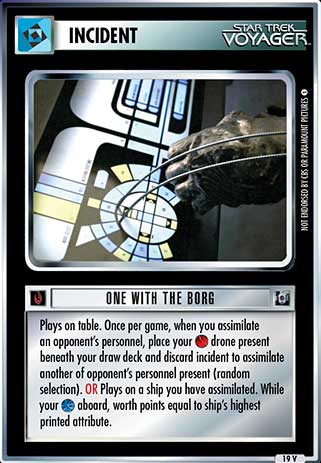 INCIDENT
STAR TREK
VOYAGER™
NOT ENDORSED BY CBS OR PARAMOUNT PICTURES
ONE WITH THE BORG
Plays on table. Once per game, when you assimilate
an opponent's personnel, place your drone present
beneath your draw deck and discard incident to assimilate
another of opponent's personnel present (random
selection). OR Plays on a ship you have assimilated. While
your aboard, worth points equal to ship's highest
printed attribute.
19 V